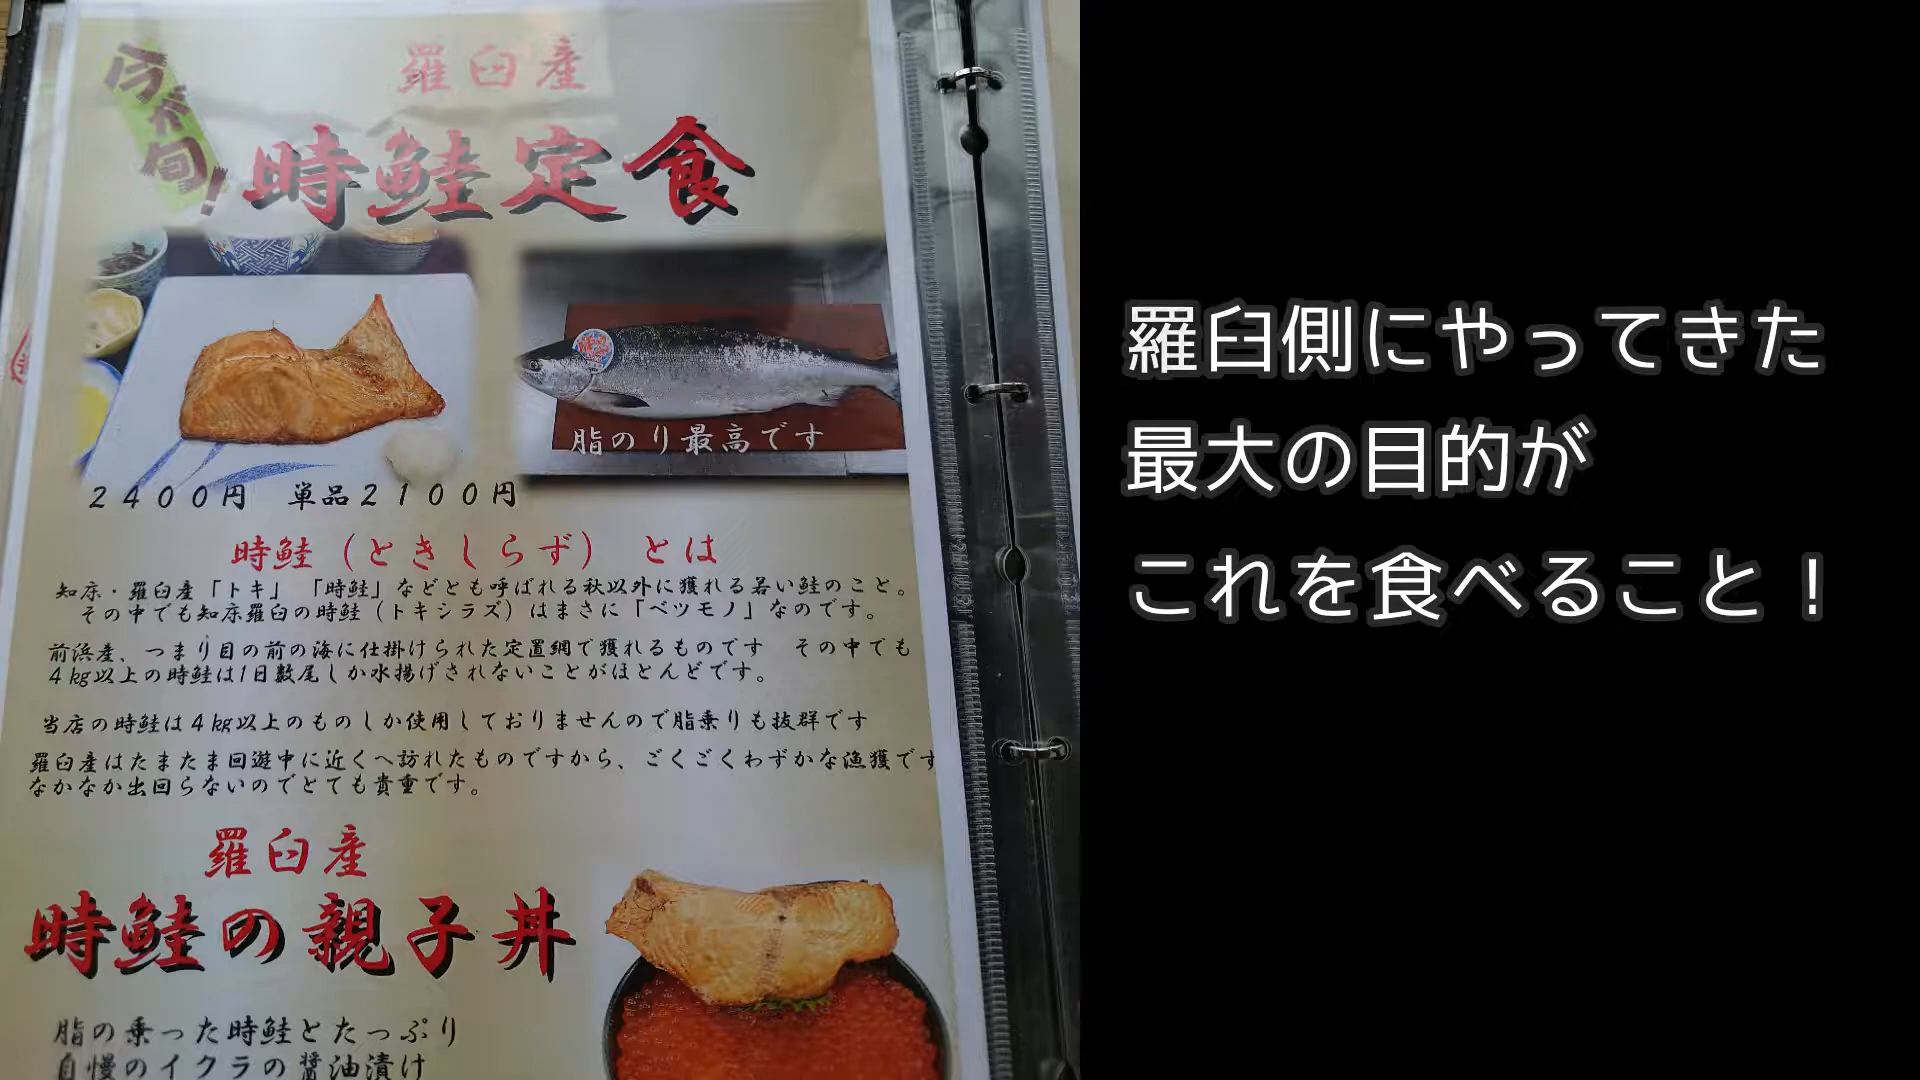 今が旬！
羅臼産
時鮭定食
脂のり最高です
２４００円　単品２１００円
時鮭（ときしらず）　とは
知床・羅臼産「トキ」「時鮭」などとも呼ばれる秋以外に獲れる若い鮭のこと。
その中でも知床羅臼の時鮭（トキシラズ）はまさに「ベツモノ」なのです。
前浜産、つまり目の前の海に仕掛けられた定置網で獲れるものです　その中でも
４㎏以上の時鮭は1日数尾しか水揚げされないことがほとんどです。
当店の時鮭は４㎏以上のものしか使用しておりませんので脂乗りも抜群です
羅臼産はたまたま回遊中に近くへ訪れたものですから、ごくごくわずかな漁獲です
なかなか出回らないのでとても貴重です。
羅臼産
時鮭の親子丼
脂の乗った時鮭とたっぷり
自慢のイクラの醤油漬け
羅臼側にやってきた
最大の目的が
これを食べること！